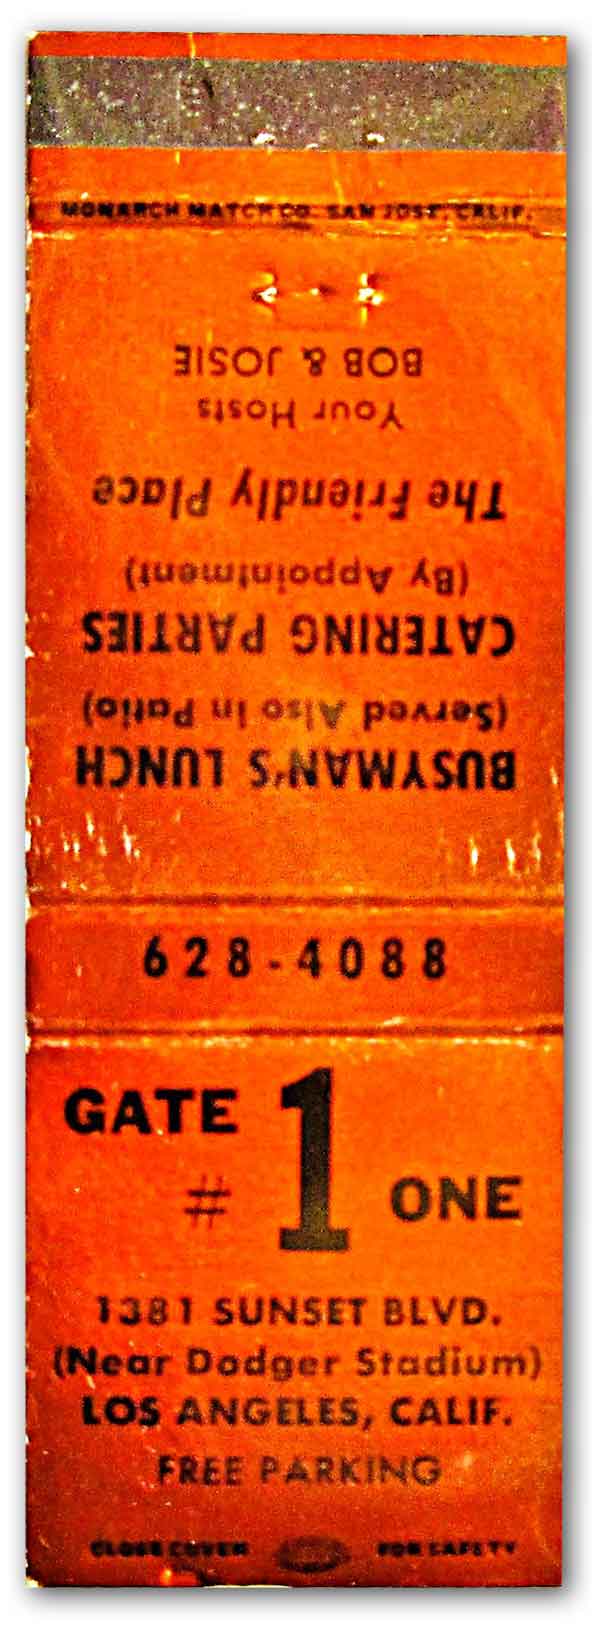 MONARCH MATCH CO. SAN JOSE, CALIF.
BUSYMAN'S LUNCH
(Served Also In Patio)
CATERING PARTIES
(By Appointment)
The Friendly Place
Your Hosts
BOB & JOSIE
628-4088
GATE
# 1 ONE
1381 SUNSET BLVD.
(Near Dodger Stadium)
LOS ANGELES, CALIF.
FREE PARKING
CLOSE COVER FOR SAFETY